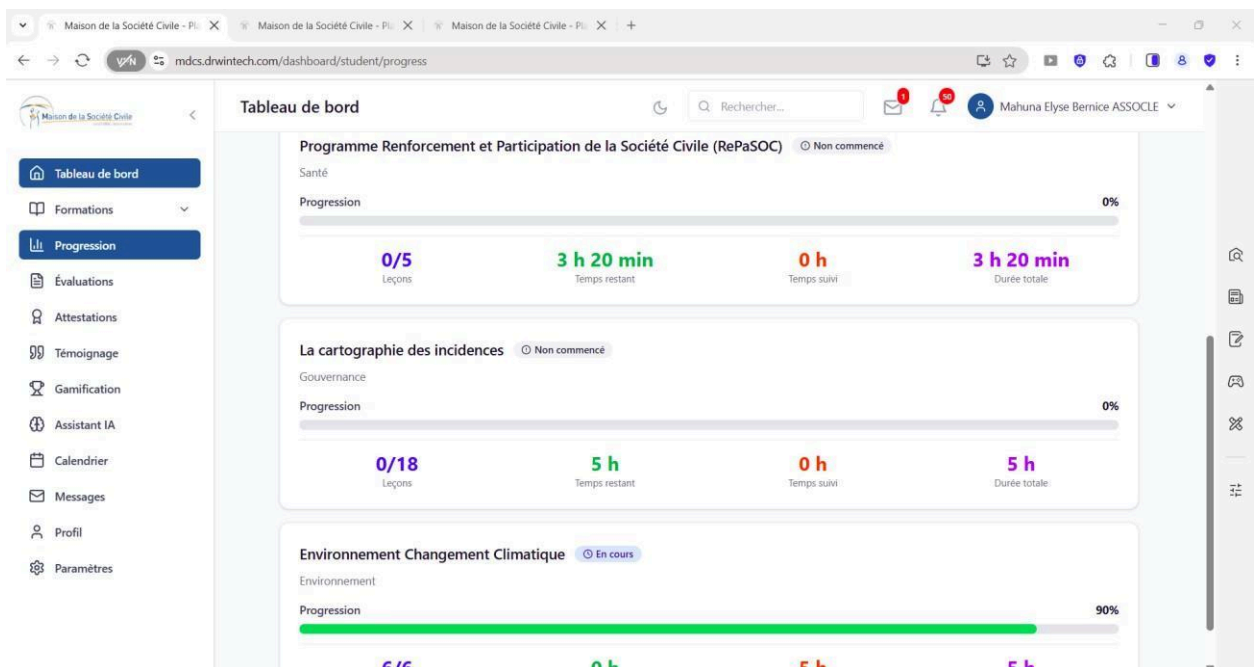 Maison de la Société Civile - Pl
Maison de la Société Civile - Pl
Maison de la Société Civile - Pl
mdcs.drwintech.com/dashboard/student/progress
Maison de la Société Civile
Tableau de bord
Rechercher...
1
50
Mahuna Elyse Bernice ASSOCLE
Tableau de bord
Formations
Progression
Évaluations
Attestations
Témoignage
Gamification
Assistant IA
Calendrier
Messages
Profil
Paramètres
Programme Renforcement et Participation de la Société Civile (RePaSOC) Non commencé
Santé
Progression 0%
0/5 3 h 20 min 0 h 3 h 20 min
Leçons Temps restant Temps suivi Durée totale
La cartographie des incidences Non commencé
Gouvernance
Progression 0%
0/18 5 h 0 h 5 h
Leçons Temps restant Temps suivi Durée totale
Environnement Changement Climatique En cours
Environnement
Progression 90%
6/6 0 h 5 h 5 h